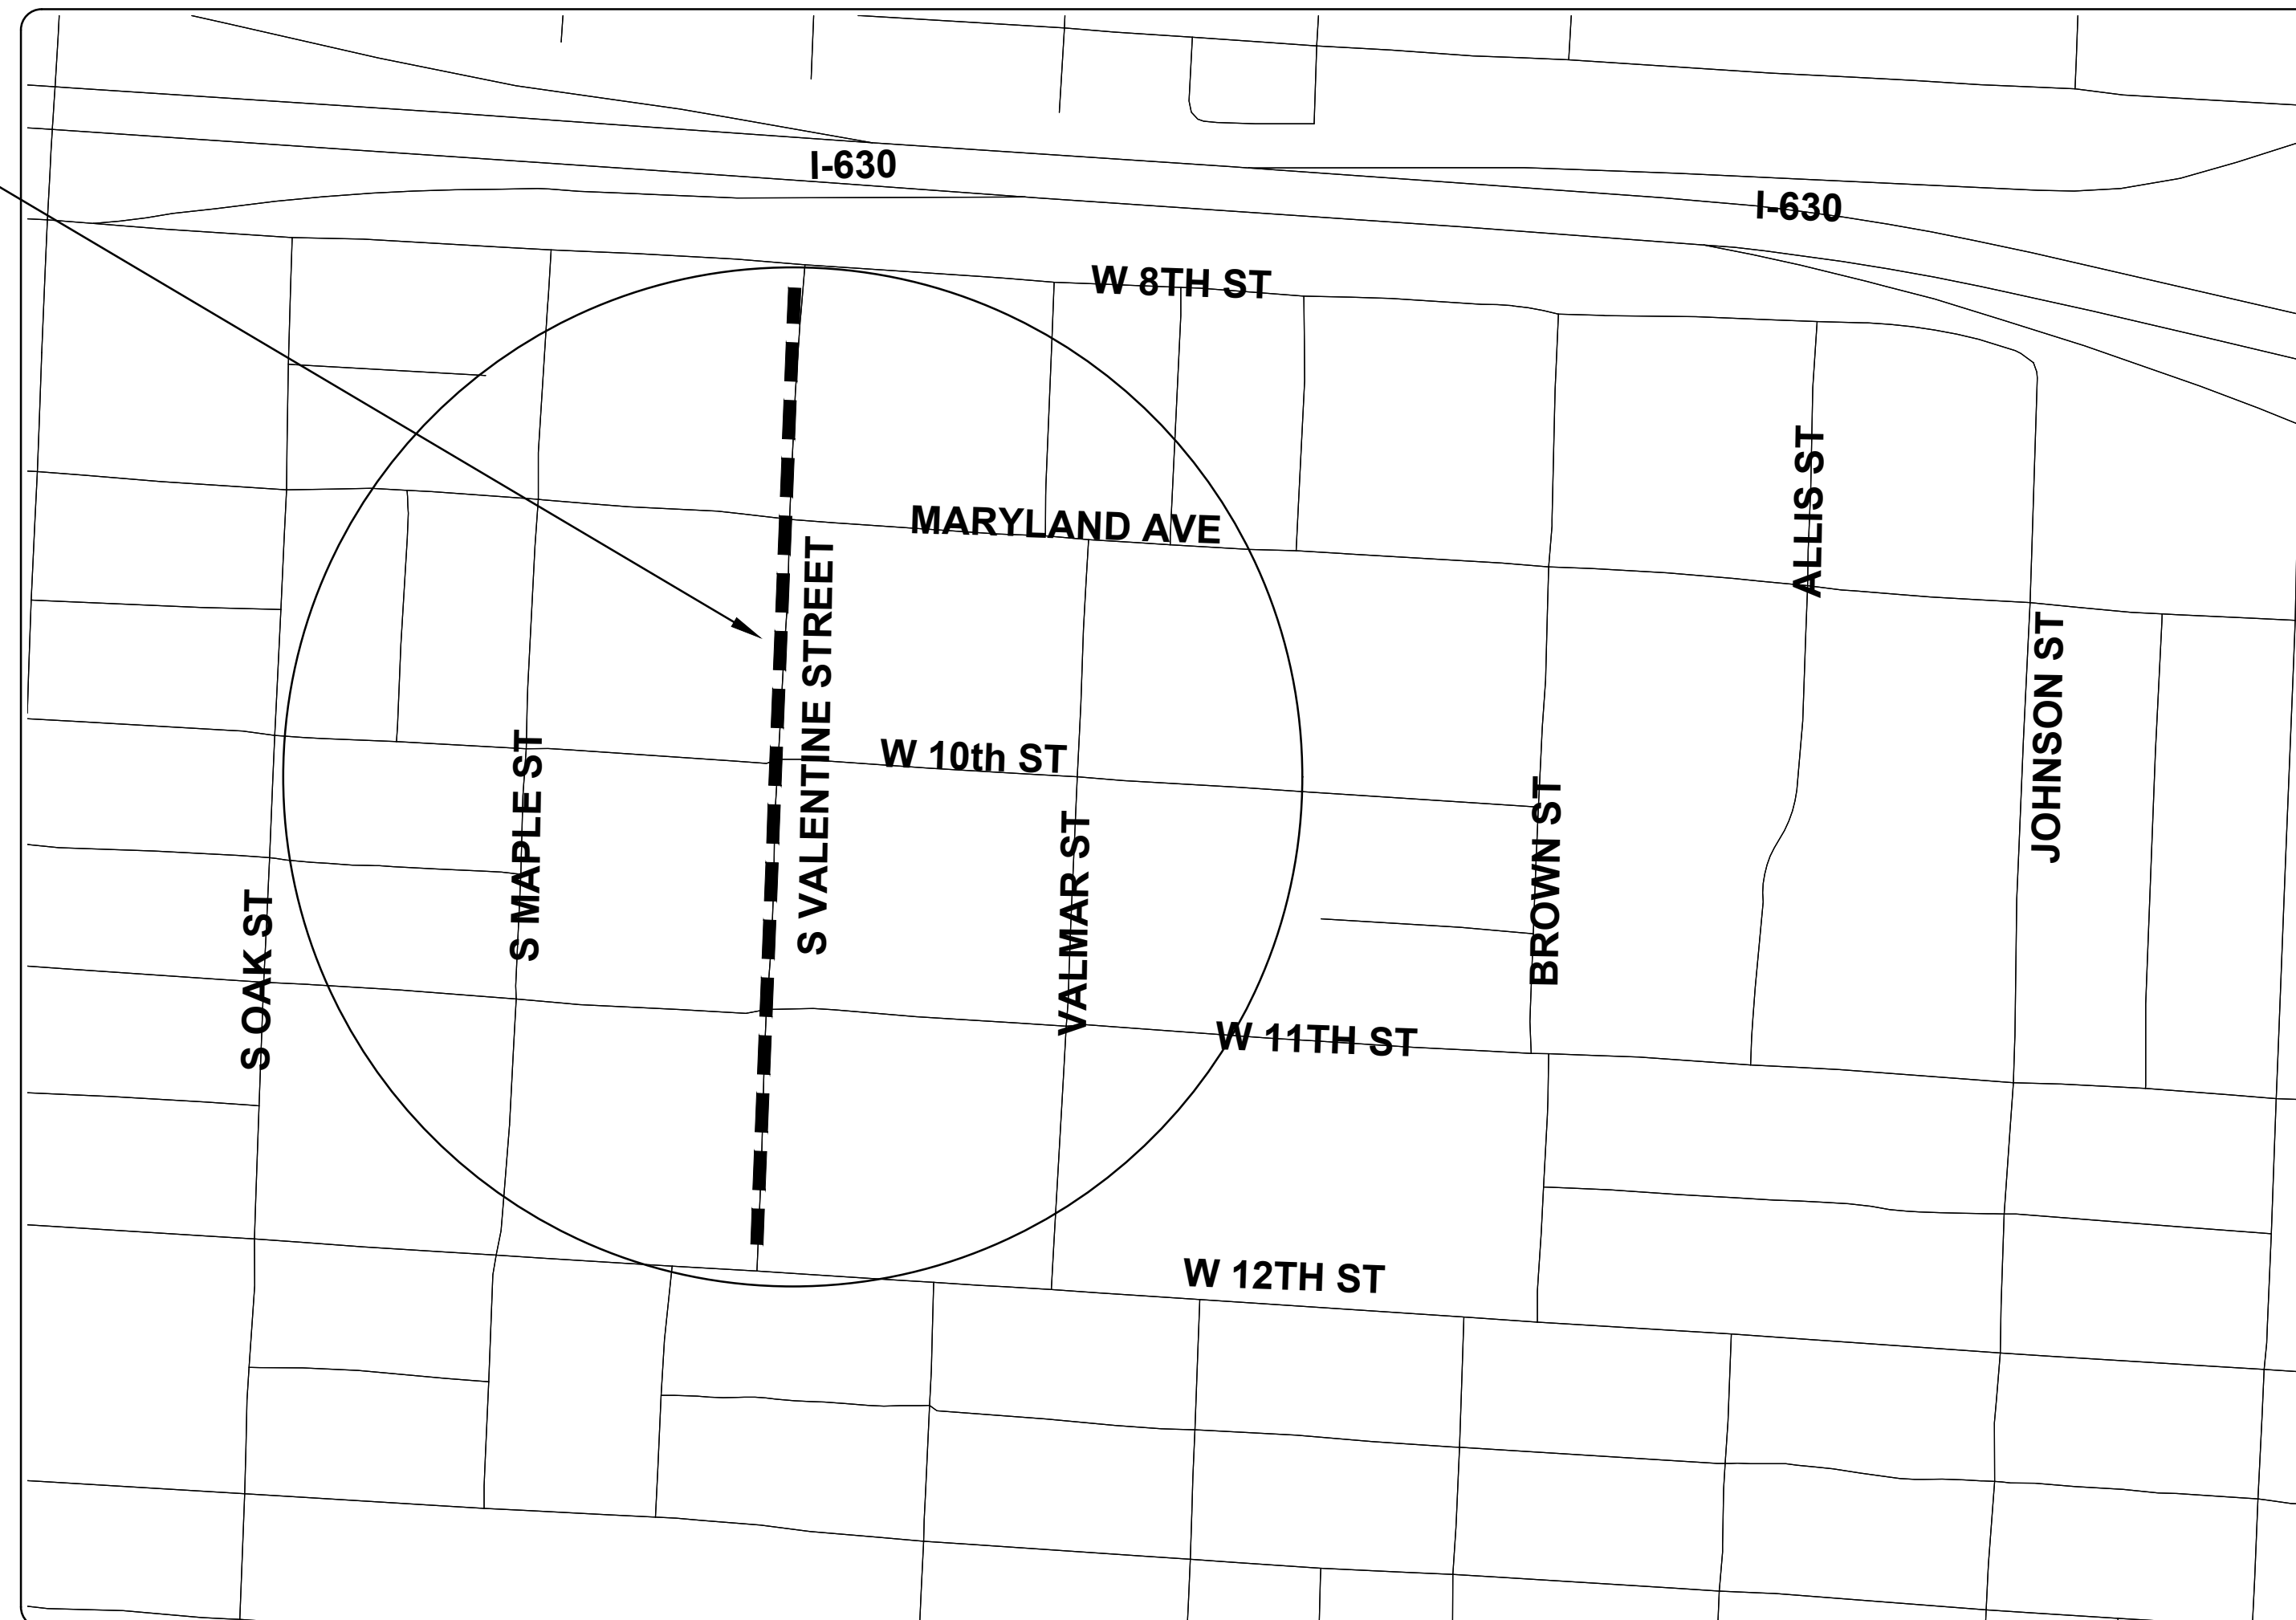 I-630
I-630
W 8TH ST
MARYLAND AVE
ALLIS ST
S VALENTINE STREET
JOHNSON ST
W 10th ST
S MAPLE ST
BROWN ST
VALMAR ST
S OAK ST
W 11TH ST
W 12TH ST